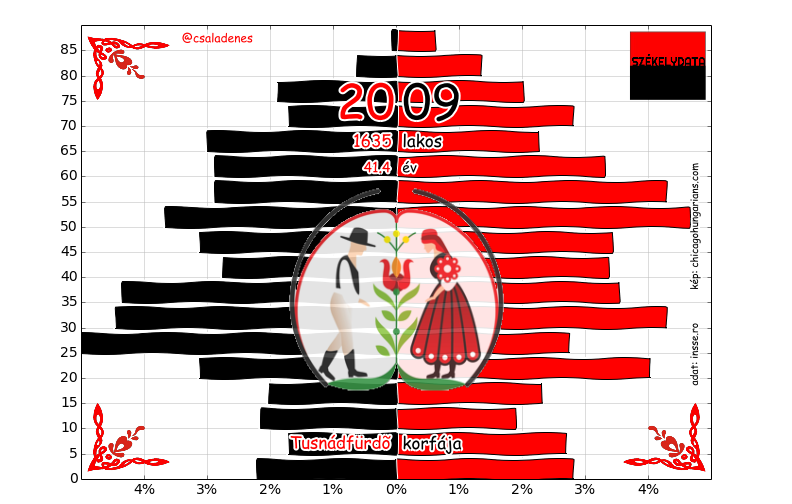 @csaladenes
SZÉKELYDATA
2009
1635 lakos
41,4 év
kép: chicagohungarians.com
adat: insse.ro
Tusnádfürdő korfája
85
80
75
70
65
60
55
50
45
40
35
30
25
20
15
10
5
0
4% 3% 2% 1% 0% 1% 2% 3% 4%